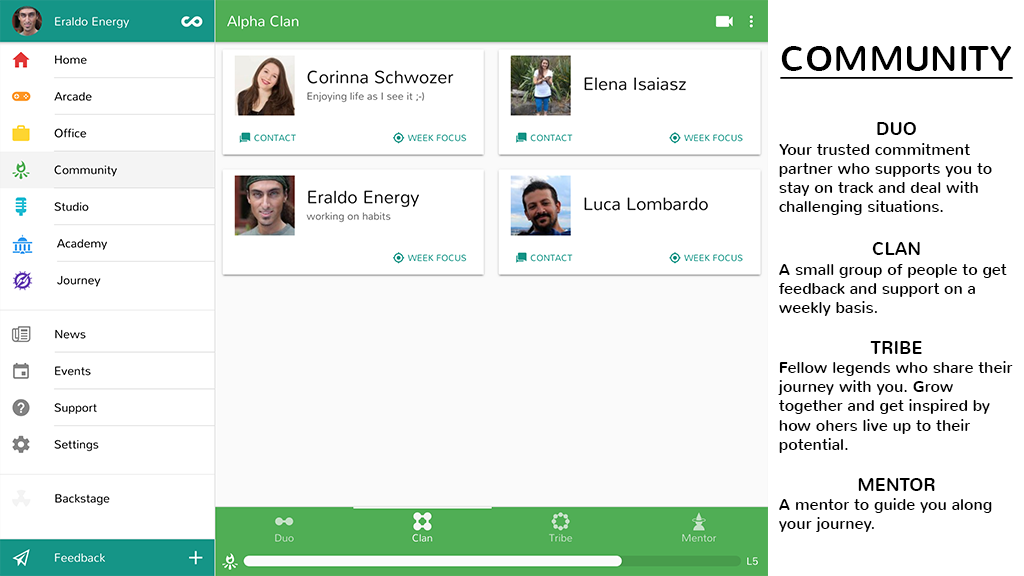 Eraldo Energy
Home
Arcade
Office
Community
Studio
Academy
Journey
News
Events
Support
Settings
Backstage
Feedback
Alpha Clan
Corinna Schwozer
Enjoying life as I see it ;-)
CONTACT
WEEK FOCUS
Elena Isaiasz
CONTACT
WEEK FOCUS
Eraldo Energy
working on habits
WEEK FOCUS
Luca Lombardo
CONTACT
WEEK FOCUS
Duo
Clan
Tribe
Mentor
L5
COMMUNITY
DUO
Your trusted commitment
partner who supports you to
stay on track and deal with
challenging situations.
CLAN
A small group of people to get
feedback and support on a
weekly basis.
TRIBE
Fellow legends who share their
journey with you. Grow
together and get inspired by
how ohers live up to their
potential.
MENTOR
A mentor to guide you along
your journey.